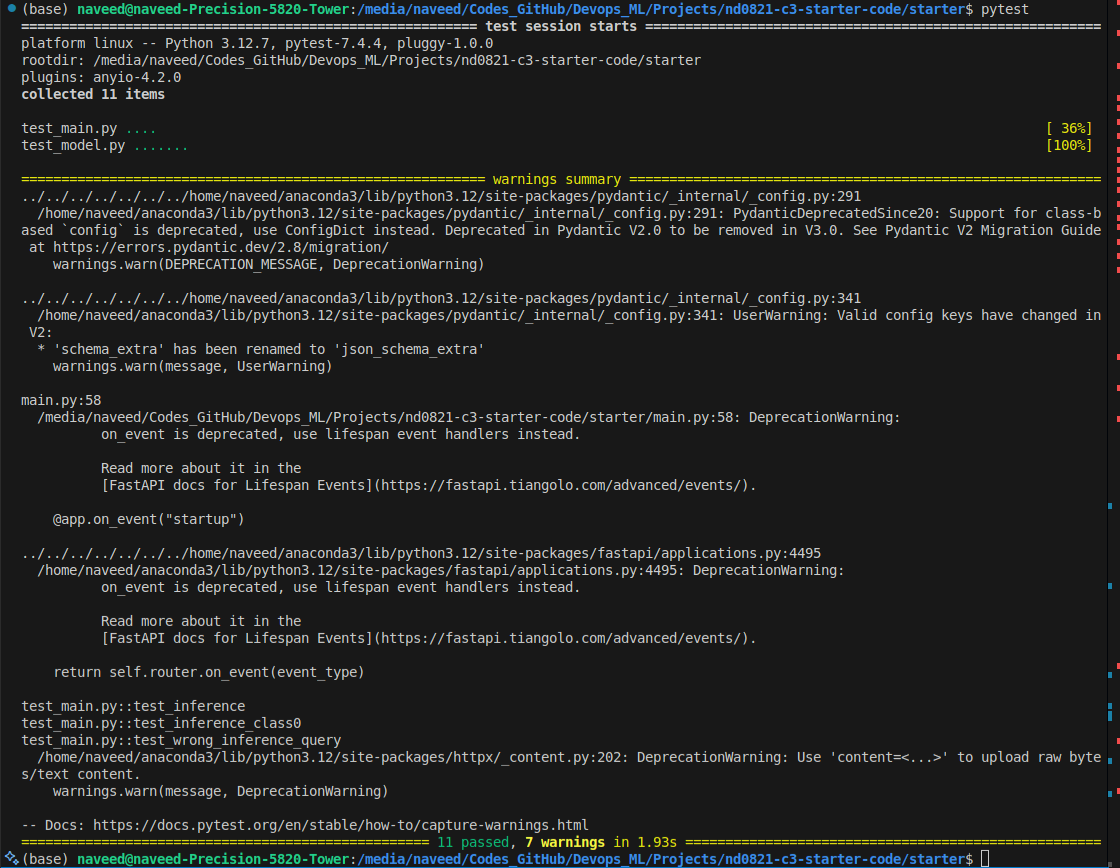 (base) naveed@naveed-Precision-5820-Tower:/media/naveed/Codes_GitHub/Devops_ML/Projects/nd0821-c3-starter-code/starter$ pytest
========================================================= test session starts =========================================================
platform linux -- Python 3.12.7, pytest-7.4.4, pluggy-1.0.0
rootdir: /media/naveed/Codes_GitHub/Devops_ML/Projects/nd0821-c3-starter-code/starter
plugins: anyio-4.2.0
collected 11 items
test_main.py .... [ 36%]
test_model.py ....... [100%]
========================================================== warnings summary ===========================================================
../../../../../../../home/naveed/anaconda3/lib/python3.12/site-packages/pydantic/_internal/_config.py:291
/home/naveed/anaconda3/lib/python3.12/site-packages/pydantic/_internal/_config.py:291: PydanticDeprecatedSince20: Support for class-b
ased `config` is deprecated, use ConfigDict instead. Deprecated in Pydantic V2.0 to be removed in V3.0. See Pydantic V2 Migration Guide
at https://errors.pydantic.dev/2.8/migration/
warnings.warn(DEPRECATION_MESSAGE, DeprecationWarning)
../../../../../../../home/naveed/anaconda3/lib/python3.12/site-packages/pydantic/_internal/_config.py:341
/home/naveed/anaconda3/lib/python3.12/site-packages/pydantic/_internal/_config.py:341: UserWarning: Valid config keys have changed in
V2:
* 'schema_extra' has been renamed to 'json_schema_extra'
warnings.warn(message, UserWarning)
main.py:58
/media/naveed/Codes_GitHub/Devops_ML/Projects/nd0821-c3-starter-code/starter/main.py:58: DeprecationWarning:
on_event is deprecated, use lifespan event handlers instead.
Read more about it in the
[FastAPI docs for Lifespan Events](https://fastapi.tiangolo.com/advanced/events/).
@app.on_event("startup")
../../../../../../../home/naveed/anaconda3/lib/python3.12/site-packages/fastapi/applications.py:4495
/home/naveed/anaconda3/lib/python3.12/site-packages/fastapi/applications.py:4495: DeprecationWarning:
on_event is deprecated, use lifespan event handlers instead.
Read more about it in the
[FastAPI docs for Lifespan Events](https://fastapi.tiangolo.com/advanced/events/).
return self.router.on_event(event_type)
test_main.py::test_inference
test_main.py::test_inference_class0
test_main.py::test_wrong_inference_query
/home/naveed/anaconda3/lib/python3.12/site-packages/httpx/_content.py:202: DeprecationWarning: Use 'content=<...>' to upload raw byte
s/text content.
warnings.warn(message, DeprecationWarning)
-- Docs: https://docs.pytest.org/en/stable/how-to/capture-warnings.html
=================================================== 11 passed, 7 warnings in 1.93s ====================================================
(base) naveed@naveed-Precision-5820-Tower:/media/naveed/Codes_GitHub/Devops_ML/Projects/nd0821-c3-starter-code/starter$